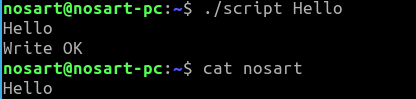 nosart@nosart-pc:~$ ./script Hello
Hello
Write OK
nosart@nosart-pc:~$ cat nosart
Hello